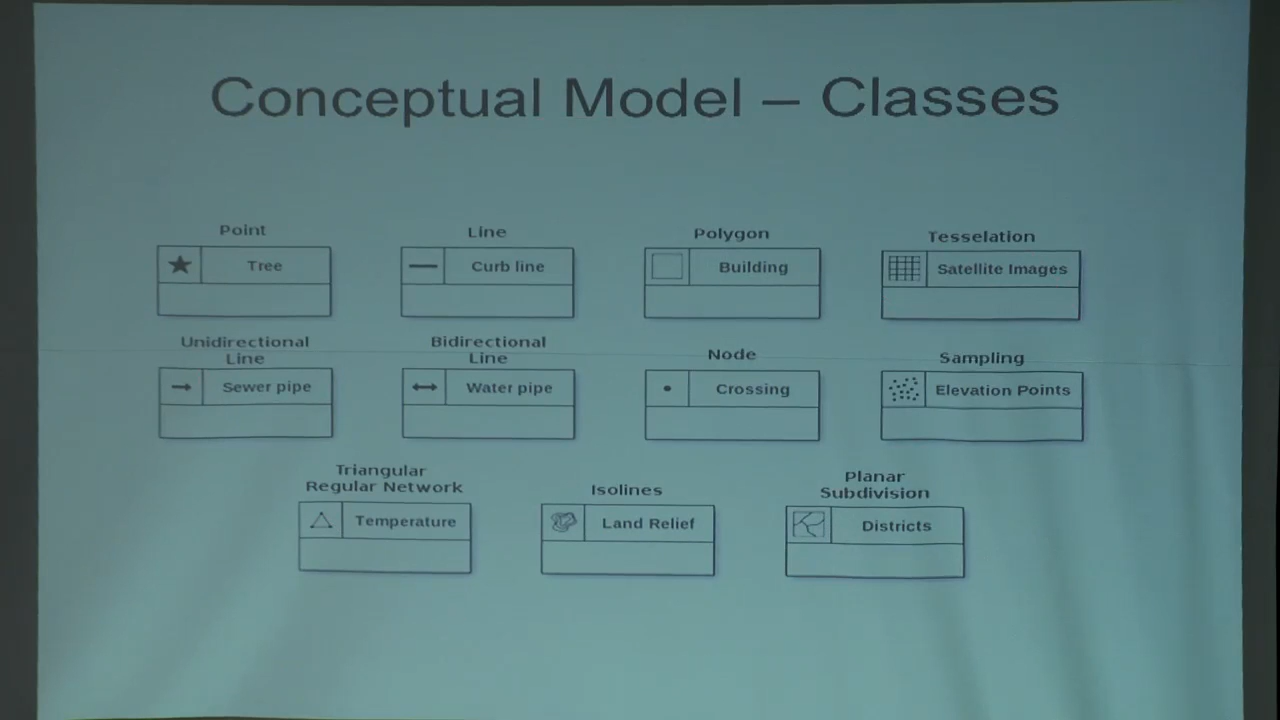 Conceptual Model – Classes
Point
Line
Polygon
Tesselation
Tree
Curb line
Building
Satellite Images
Unidirectional
Line
Bidirectional
Line
Node
Sampling
Sewer pipe
Water pipe
Crossing
Elevation Points
Triangular
Regular Network
Isolines
Planar
Subdivision
Temperature
Land Relief
Districts